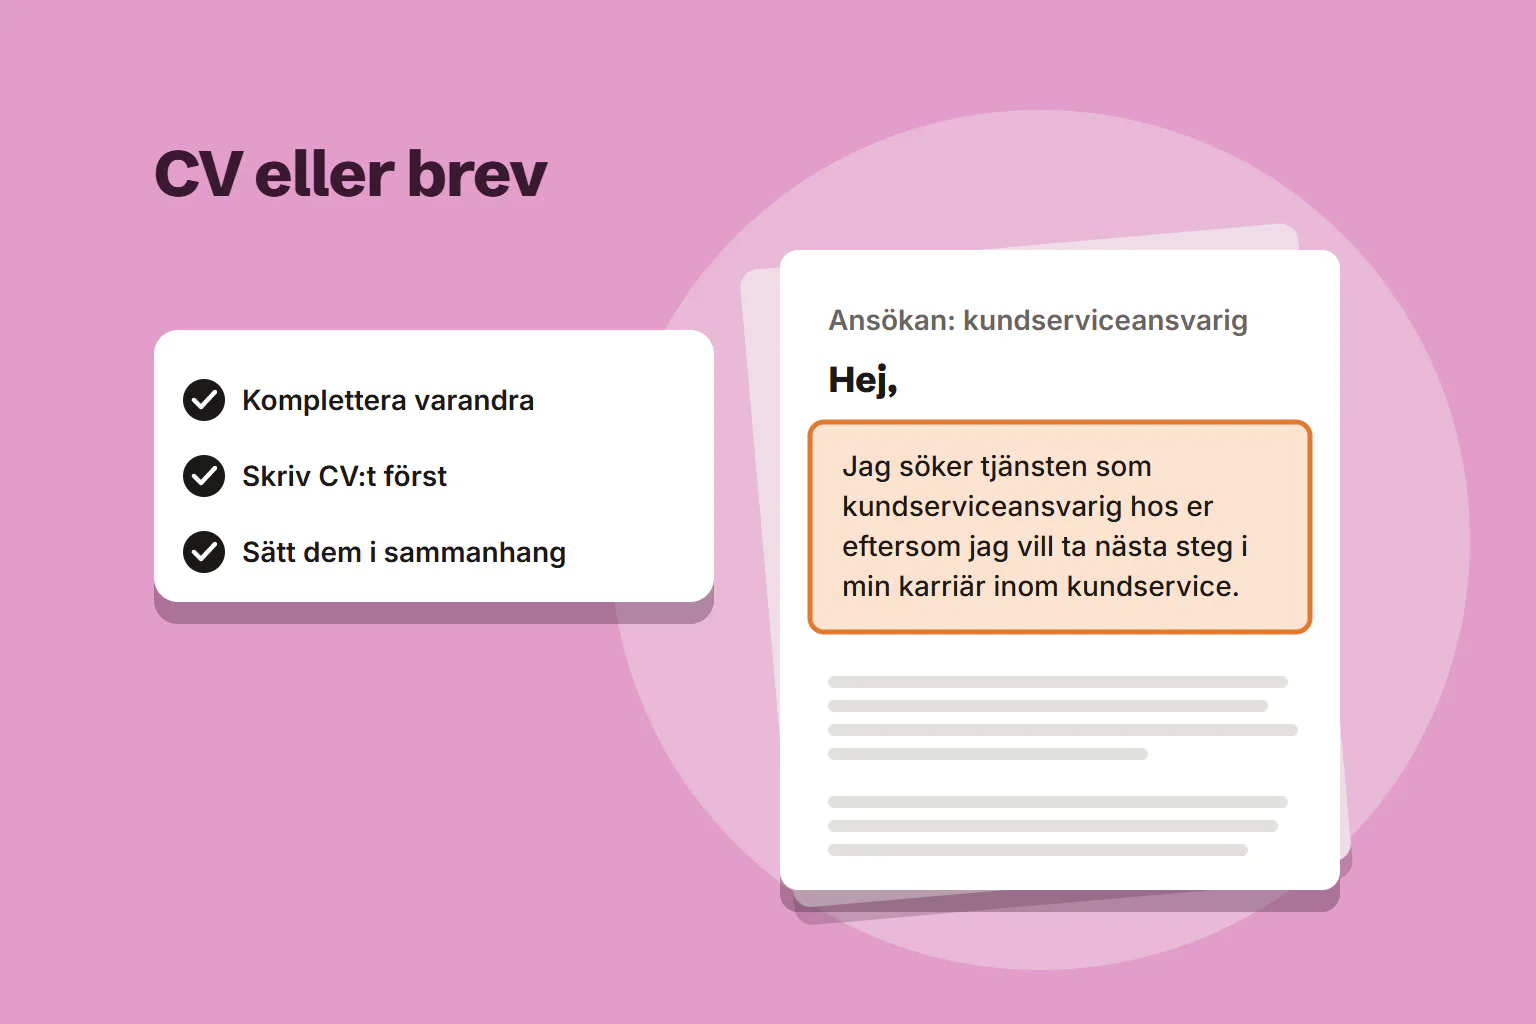 CV eller brev
Komplettera varandra
Skriv CV:t först
Sätt dem i sammanhang
Ansökan: kundserviceansvarig
Hej,
Jag söker tjänsten som
kundserviceansvarig hos er
eftersom jag vill ta nästa steg i
min karriär inom kundservice.